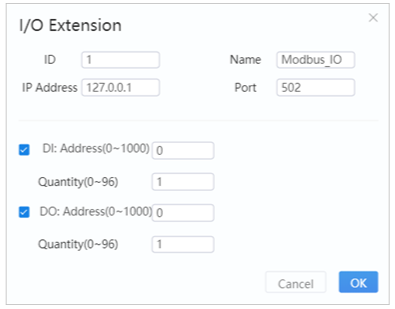 I/O Extension
ID 1 Name Modbus_IO
IP Address 127.0.0.1 Port 502
DI: Address(0~1000) 0
Quantity(0~96) 1
DO: Address(0~1000) 0
Quantity(0~96) 1
Cancel OK